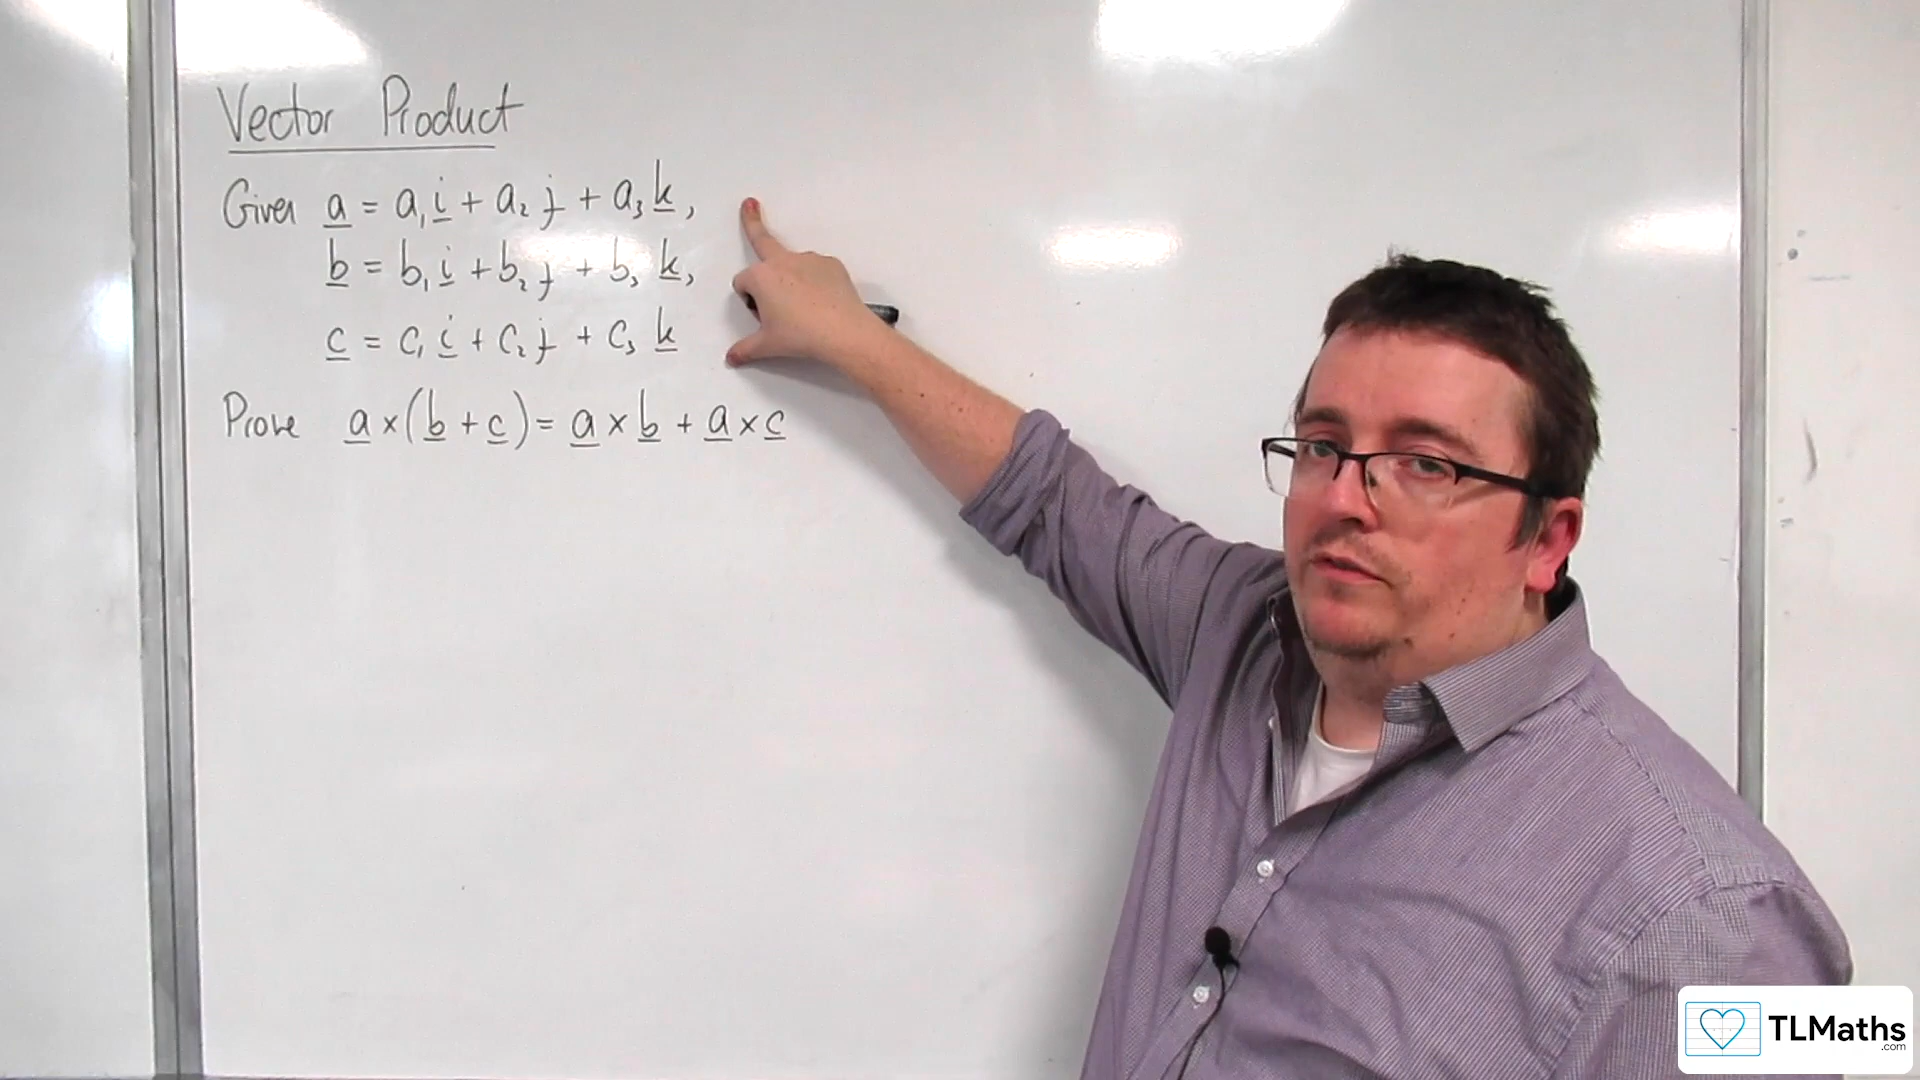 Vector Product
Given a = a₁i + a₂j + a₃k,
b = b₁i + b₂j + b₃k,
c = c₁i + c₂j + c₃k
Prove a×(b + c) = a×b + a×c
TLMaths
.com